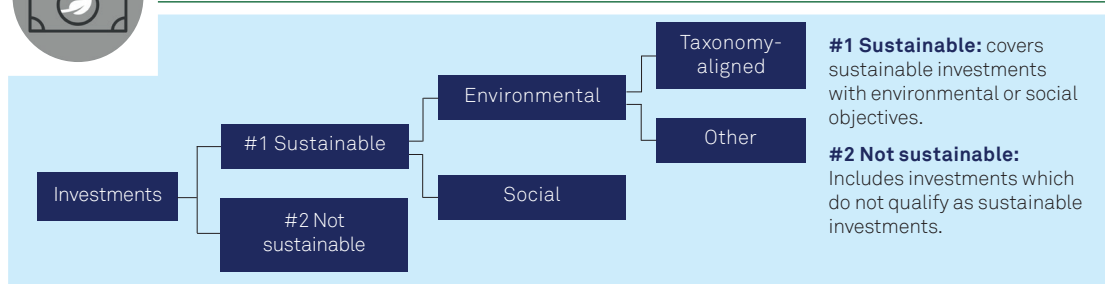 Investments
#1 Sustainable
#2 Not
sustainable
Environmental
Social
Taxonomy-
aligned
Other
#1 Sustainable: covers
sustainable investments
with environmental or social
objectives.
#2 Not sustainable:
Includes investments which
do not qualify as sustainable
investments.